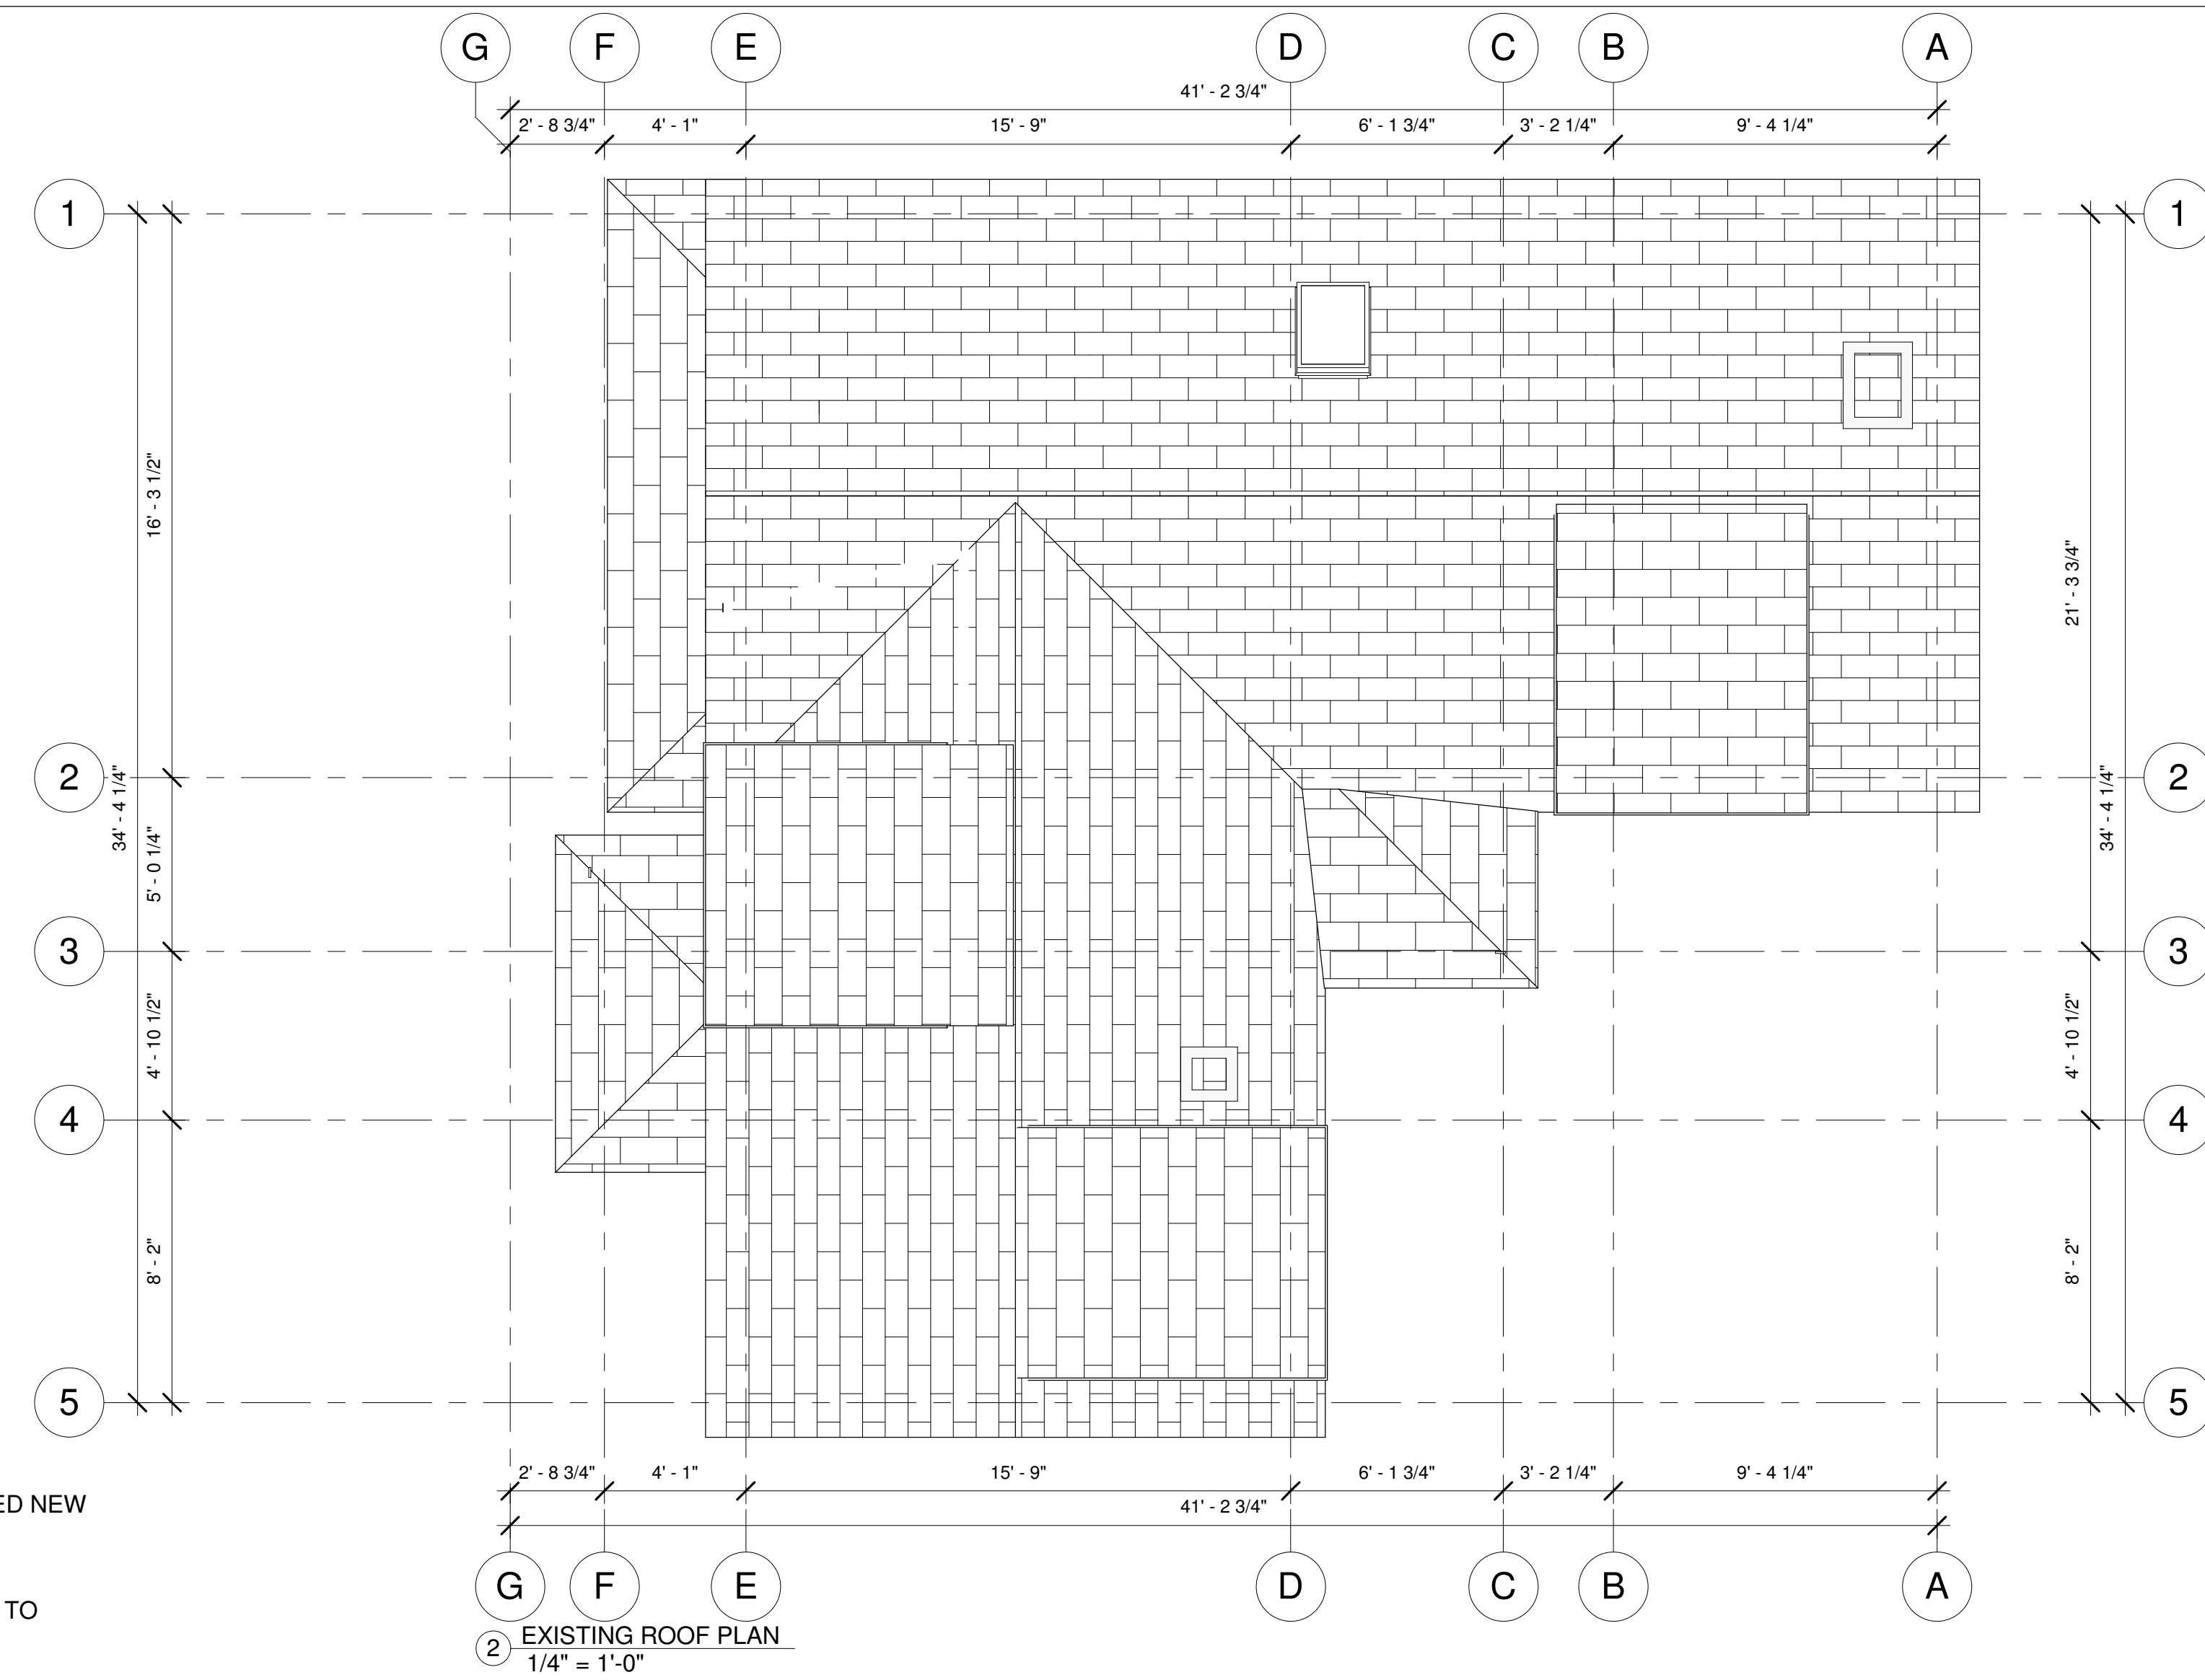 G F E D C B A
41' - 2 3/4"
2' - 8 3/4" 4' - 1" 15' - 9" 6' - 1 3/4" 3' - 2 1/4" 9' - 4 1/4"
1 1
16' - 3 1/2"
21' - 3 3/4"
2 2
34' - 4 1/4"
34' - 4 1/4"
5' - 0 1/4"
3 3
4' - 10 1/2"
4' - 10 1/2"
4 4
8' - 2"
8' - 2"
5 5
2' - 8 3/4" 4' - 1" 15' - 9" 6' - 1 3/4" 3' - 2 1/4" 9' - 4 1/4"
ED NEW
41' - 2 3/4"
G F E D C B A
TO
2 EXISTING ROOF PLAN
1/4" = 1'-0"